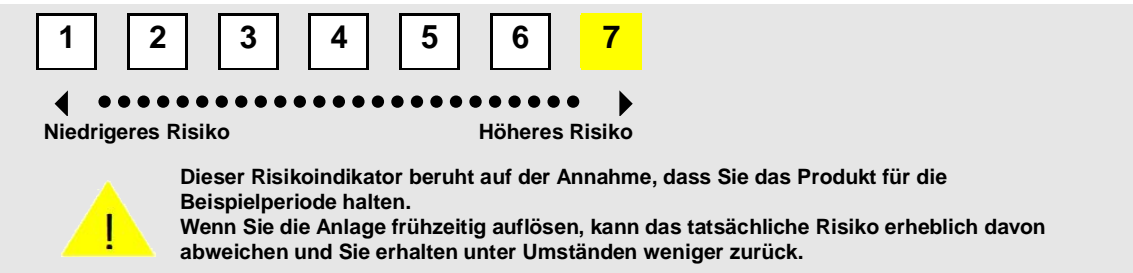 1 2 3 4 5 6 7
Niedrigeres Risiko Höheres Risiko
Dieser Risikoindikator beruht auf der Annahme, dass Sie das Produkt für die
Beispielperiode halten.
Wenn Sie die Anlage frühzeitig auflösen, kann das tatsächliche Risiko erheblich davon
abweichen und Sie erhalten unter Umständen weniger zurück.
!